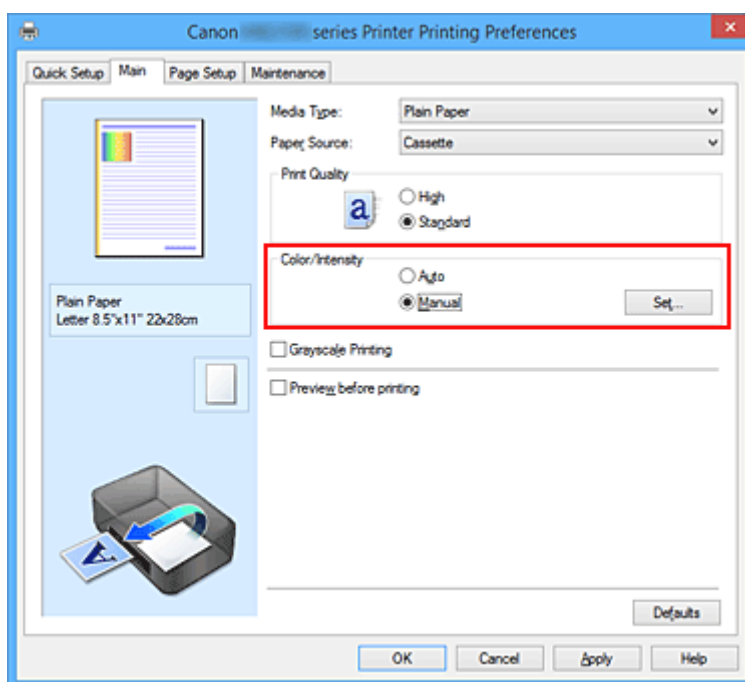 Canon series Printer Printing Preferences
Quick Setup Main Page Setup Maintenance
Media Type: Plain Paper
Paper Source: Cassette
Print Quality
High
a
Standard
Color/Intensity
Auto
Manual Set...
Plain Paper
Letter 8.5"x11" 22x28cm
Grayscale Printing
Preview before printing
A
Defaults
OK Cancel Apply Help